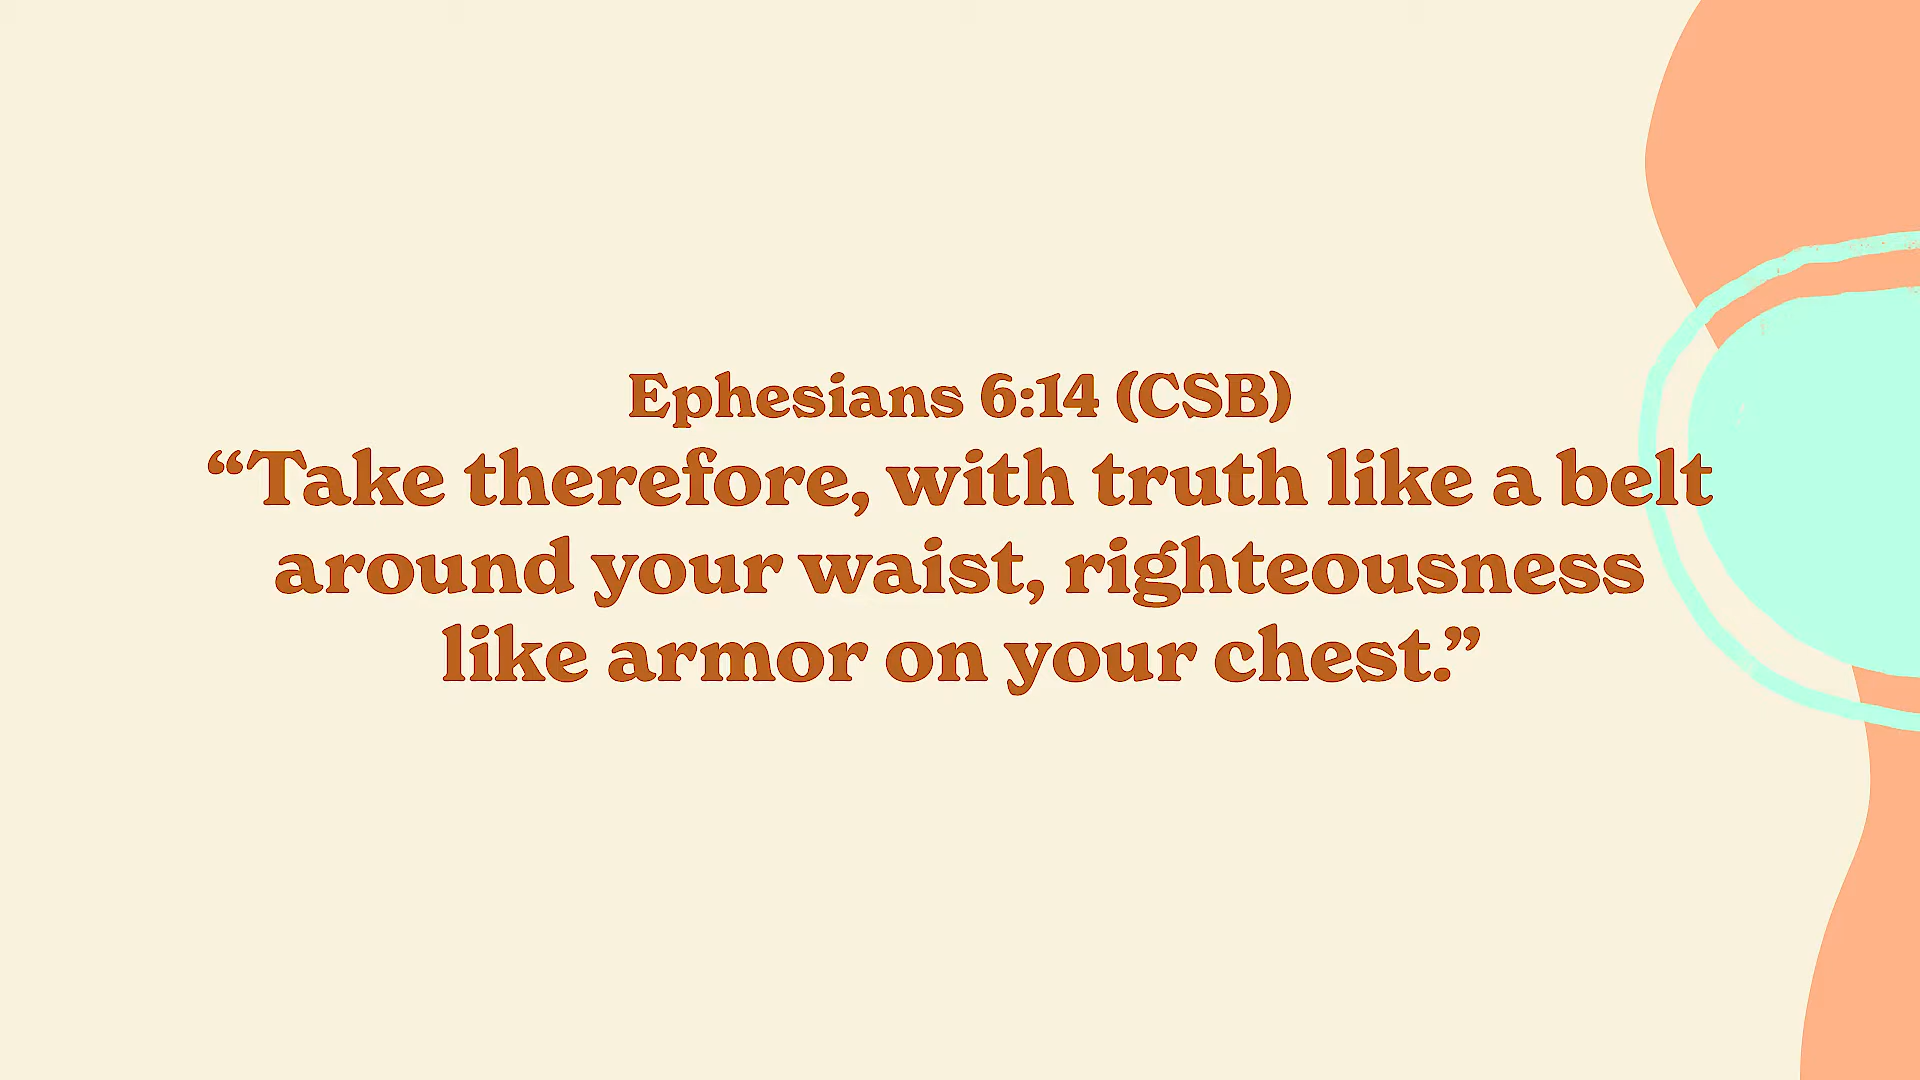 Ephesians 6:14 (CSB)
“Take therefore, with truth like a belt
around your waist, righteousness
like armor on your chest.”